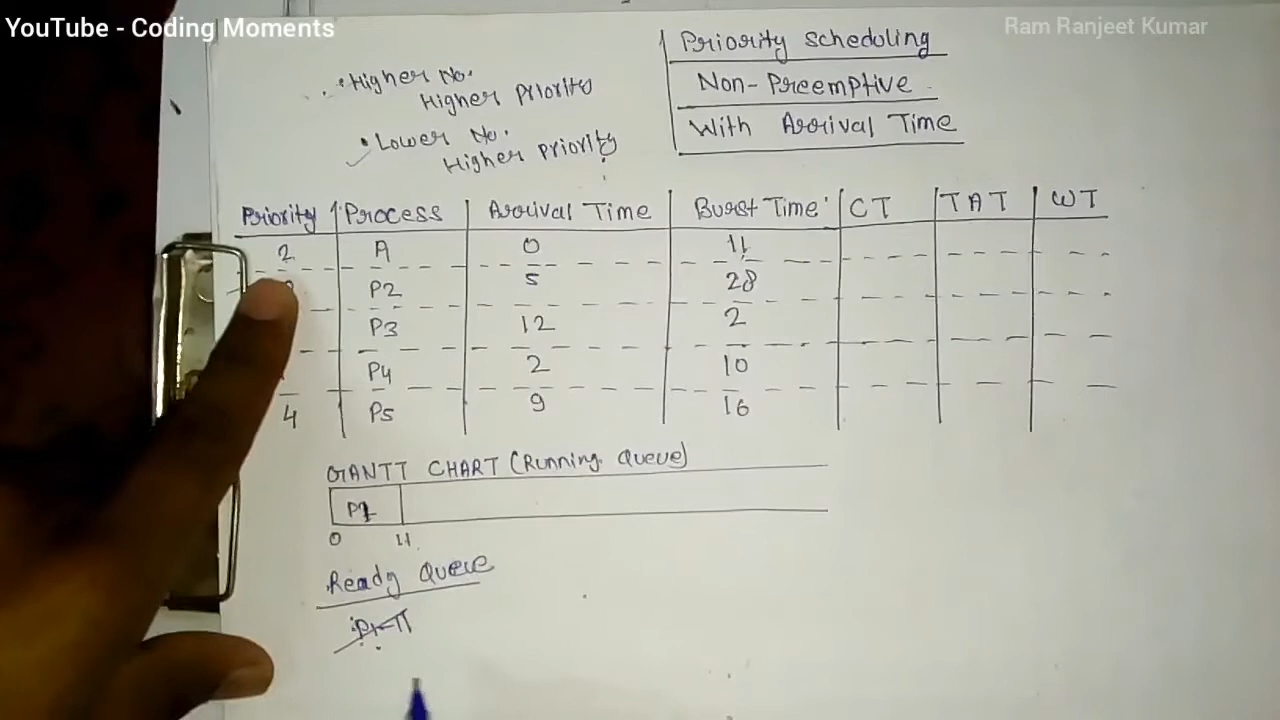 YouTube - Coding Moments
Ram Ranjeet Kumar
Priority Scheduling
Non-Preemptive
With Arrival Time
Higher No.
Higher Priority
Lower No.
Higher Priority
Priority Process Arrival Time Burst Time CT TAT WT
2 A 0 11
P2 5 28
P3 12 2
P4 2 10
4 P5 9 16
GANTT CHART (Running Queue)
P1
0 11
Ready Queue